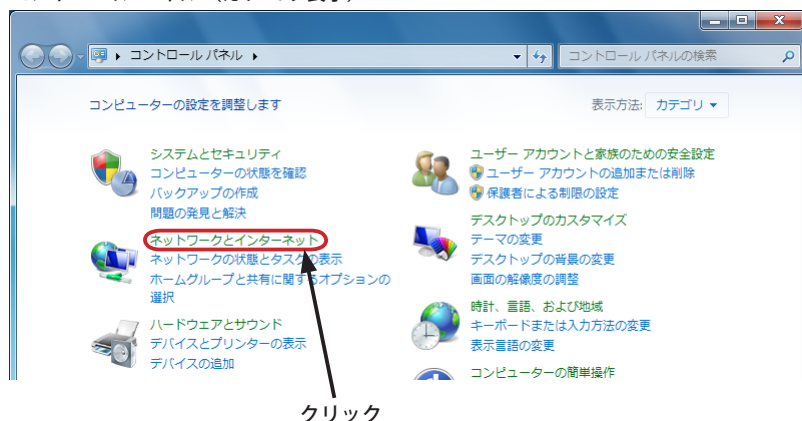 コントロール パネル
コントロール パネルの検索
コンピューターの設定を調整します
表示方法: カテゴリ
システムとセキュリティ
コンピューターの状態を確認
バックアップの作成
問題の発見と解決
ネットワークとインターネット
ネットワークの状態とタスクの表示
ホームグループと共有に関するオプションの
選択
ハードウェアとサウンド
デバイスとプリンターの表示
デバイスの追加
ユーザー アカウントと家族のための安全設定
ユーザー アカウントの追加または削除
保護者による制限の設定
デスクトップのカスタマイズ
テーマの変更
デスクトップの背景の変更
画面の解像度の調整
時計、言語、および地域
キーボードまたは入力方法の変更
表示言語の変更
コンピューターの簡単操作
クリック